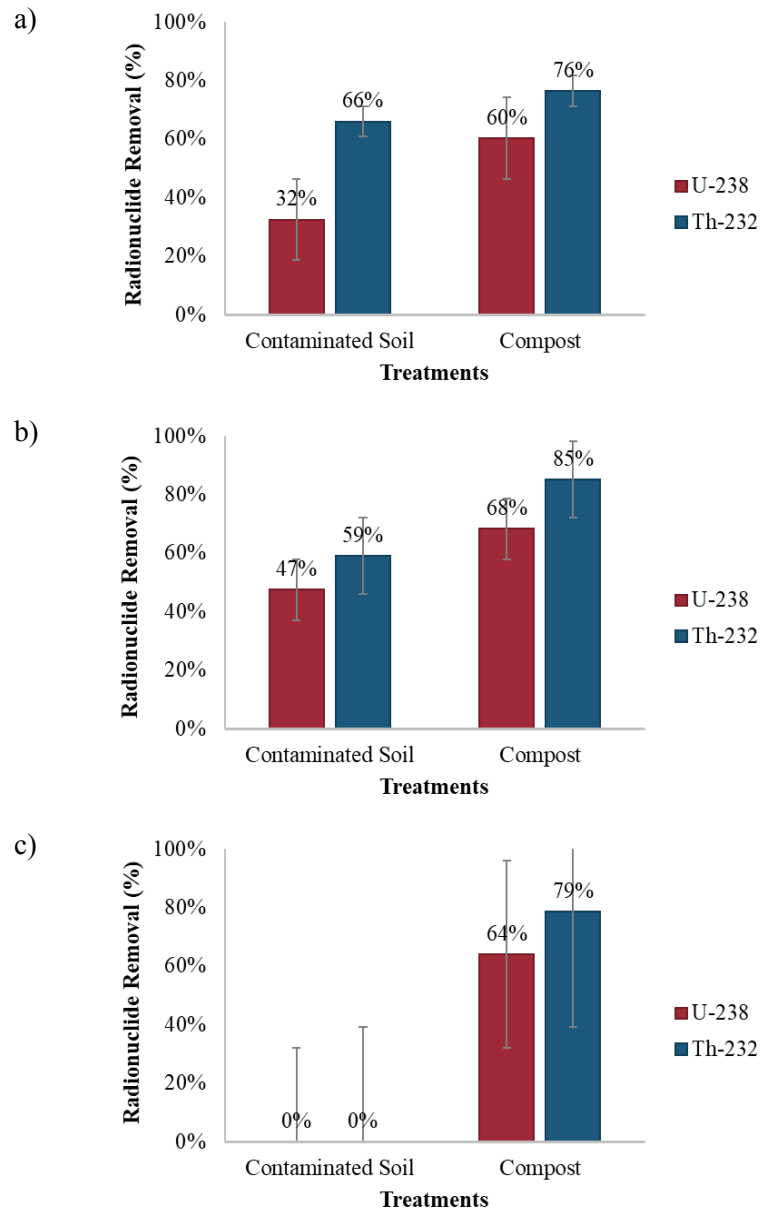 a)
Radionuclide Removal (%)
100%
80%
60%
40%
20%
0%
32%
66%
60%
76%
Contaminated Soil
Compost
Treatments
U-238
Th-232
b)
Radionuclide Removal (%)
100%
80%
60%
40%
20%
0%
47%
59%
68%
85%
Contaminated Soil
Compost
Treatments
U-238
Th-232
c)
Radionuclide Removal (%)
100%
80%
60%
40%
20%
0%
0%
0%
64%
79%
Contaminated Soil
Compost
Treatments
U-238
Th-232